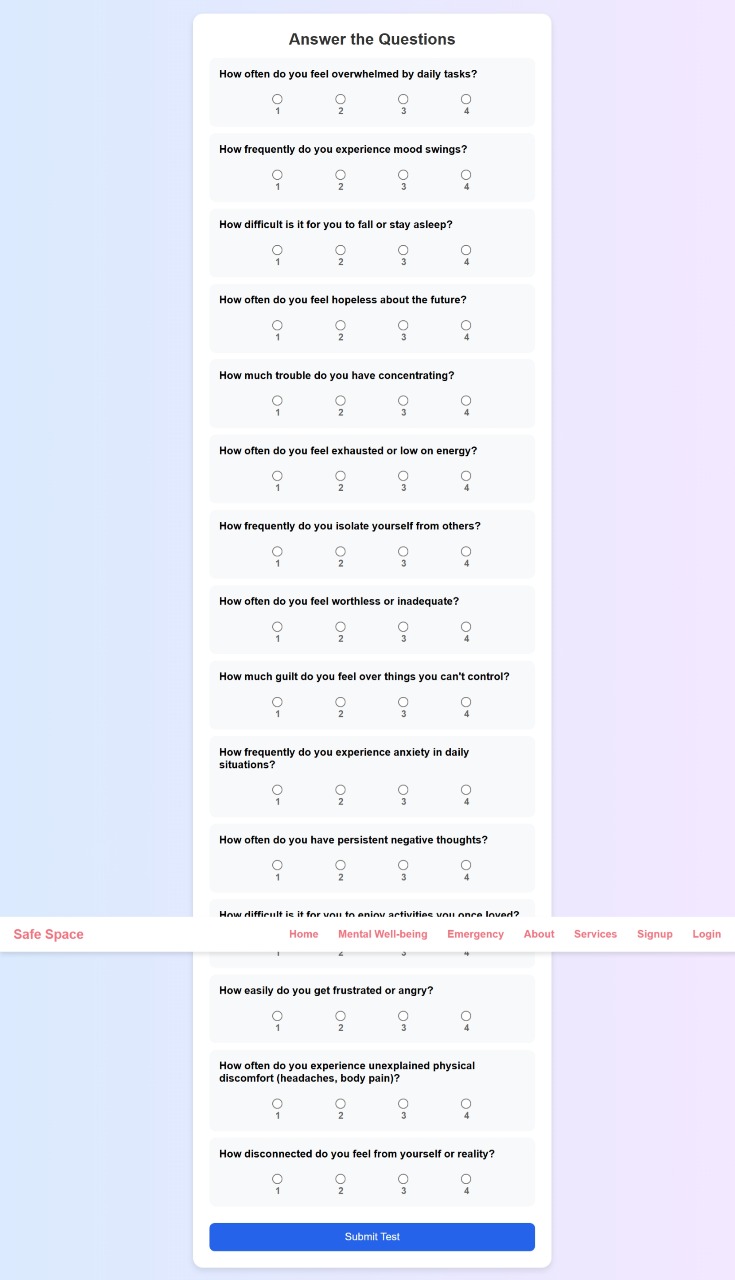 Answer the Questions
How often do you feel overwhelmed by daily tasks?
1 2 3 4
How frequently do you experience mood swings?
1 2 3 4
How difficult is it for you to fall or stay asleep?
1 2 3 4
How often do you feel hopeless about the future?
1 2 3 4
How much trouble do you have concentrating?
1 2 3 4
How often do you feel exhausted or low on energy?
1 2 3 4
How frequently do you isolate yourself from others?
1 2 3 4
How often do you feel worthless or inadequate?
1 2 3 4
How much guilt do you feel over things you can't control?
1 2 3 4
How frequently do you experience anxiety in daily
situations?
1 2 3 4
How often do you have persistent negative thoughts?
1 2 3 4
How difficult is it for you to enjoy activities you once loved?
Safe Space Home Mental Well-being Emergency About Services Signup Login
1 2 3 4
How easily do you get frustrated or angry?
1 2 3 4
How often do you experience unexplained physical
discomfort (headaches, body pain)?
1 2 3 4
How disconnected do you feel from yourself or reality?
1 2 3 4
Submit Test